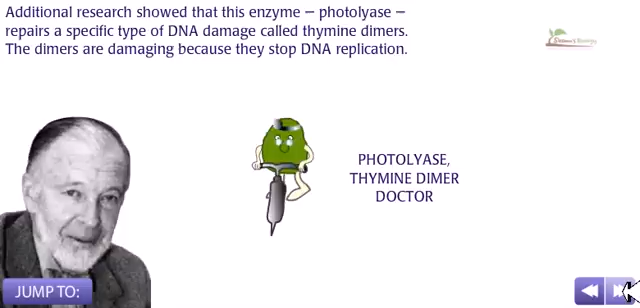 Additional research showed that this enzyme – photolyase –
repairs a specific type of DNA damage called thymine dimers.
The dimers are damaging because they stop DNA replication.
PHOTOLYASE,
THYMINE DIMER
DOCTOR
JUMP TO: